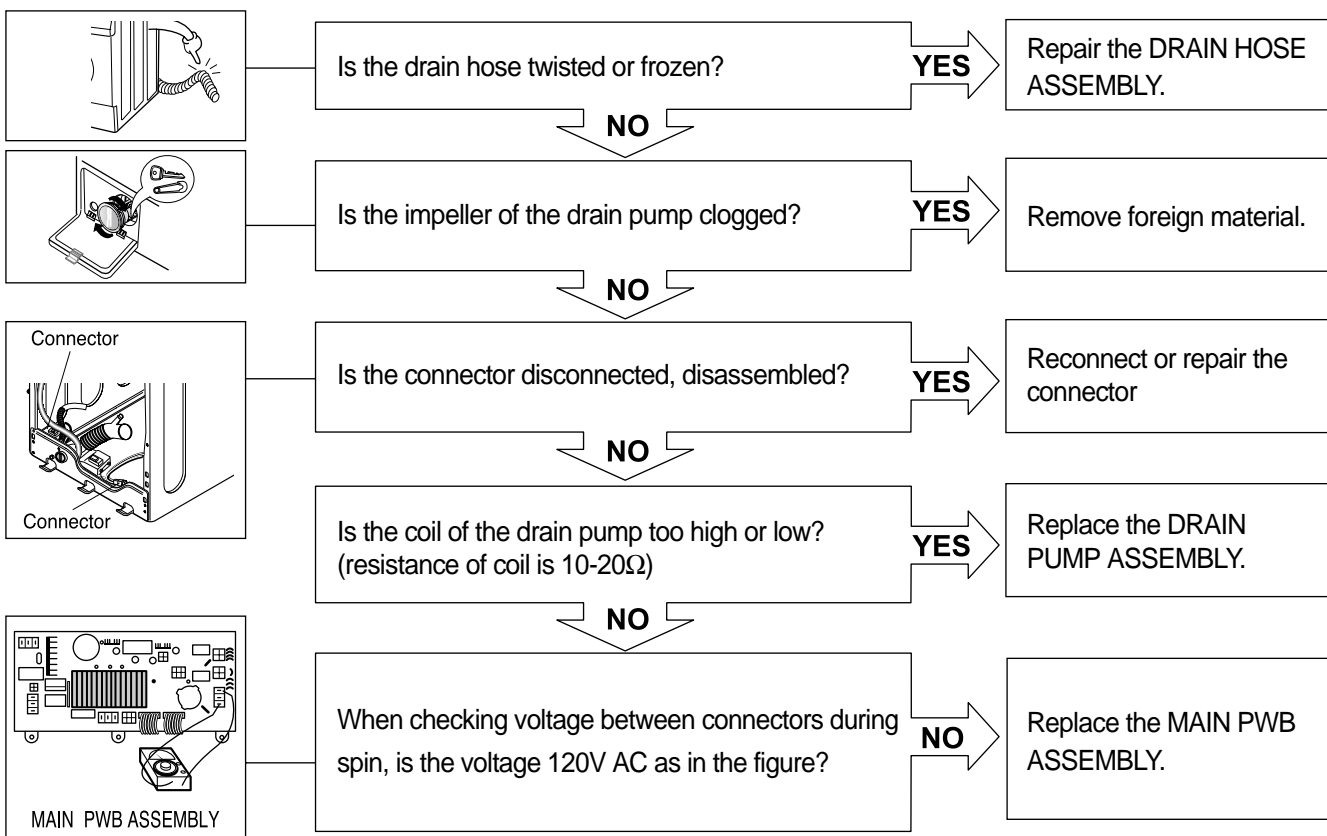 Is the drain hose twisted or frozen?
YES
Repair the DRAIN HOSE
ASSEMBLY.
NO
Is the impeller of the drain pump clogged?
YES
Remove foreign material.
NO
Connector
Connector
Is the connector disconnected, disassembled?
YES
Reconnect or repair the
connector
NO
Is the coil of the drain pump too high or low?
(resistance of coil is 10-20Ω)
YES
Replace the DRAIN
PUMP ASSEMBLY.
NO
MAIN PWB ASSEMBLY
When checking voltage between connectors during
spin, is the voltage 120V AC as in the figure?
NO
Replace the MAIN PWB
ASSEMBLY.